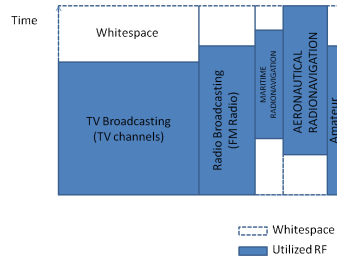 Time
Whitespace
TV Broadcasting
(TV channels)
Radio Broadcasting
(FM Radio)
MARITIME
RADIONAVIGATION
AERONAUTICAL
RADIONAVIGATION
Amateur
Whitespace
Utilized RF